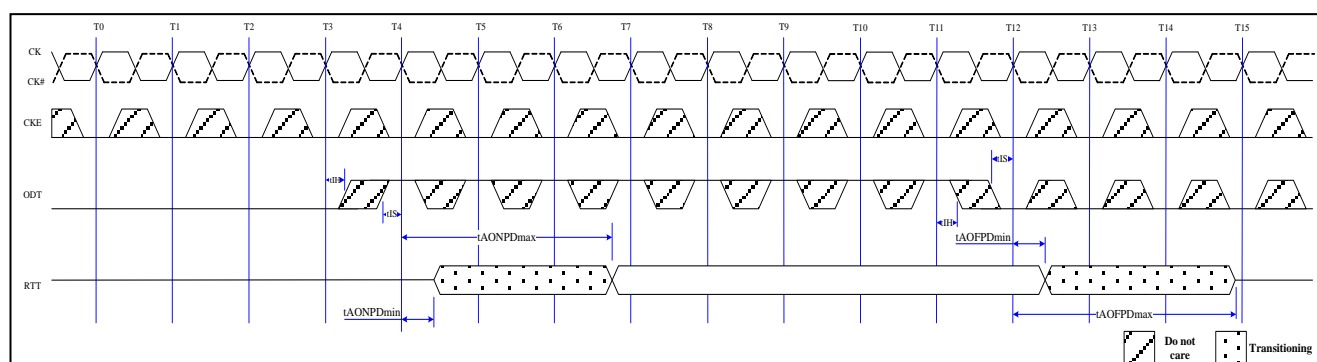 T0 T1 T2 T3 T4 T5 T6 T7 T8 T9 T10 T11 T12 T13 T14 T15
CK
CK#
CKE
tIS
tIH
ODT
tIS
tIH
tAONPDmax
tAOFPDmin
RTT
tAONPDmin
tAOFPDmax
Do not
care
Transitioning